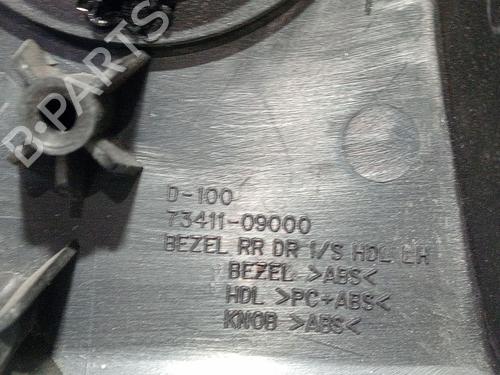 B-PARTS
D-100
73411-09000
BEZEL RR DR I/S HDL LH
BEZEL >ABS<
HDL >PC+ABS<
KNOB >ABS<